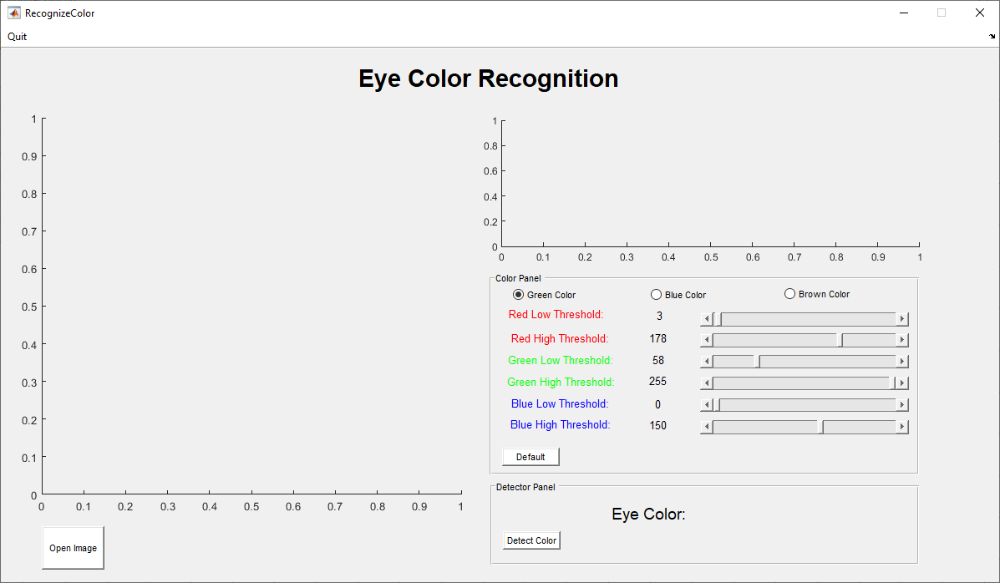 RecognizeColor
Quit
Eye Color Recognition
1
0.9
0.8
0.7
0.6
0.5
0.4
0.3
0.2
0.1
0
0 0.1 0.2 0.3 0.4 0.5 0.6 0.7 0.8 0.9 1
Open Image
1
0.8
0.6
0.4
0.2
0
0 0.1 0.2 0.3 0.4 0.5 0.6 0.7 0.8 0.9 1
Color Panel
Green Color Blue Color Brown Color
Red Low Threshold: 3
Red High Threshold: 178
Green Low Threshold: 58
Green High Threshold: 255
Blue Low Threshold: 0
Blue High Threshold: 150
Default
Detector Panel
Eye Color:
Detect Color